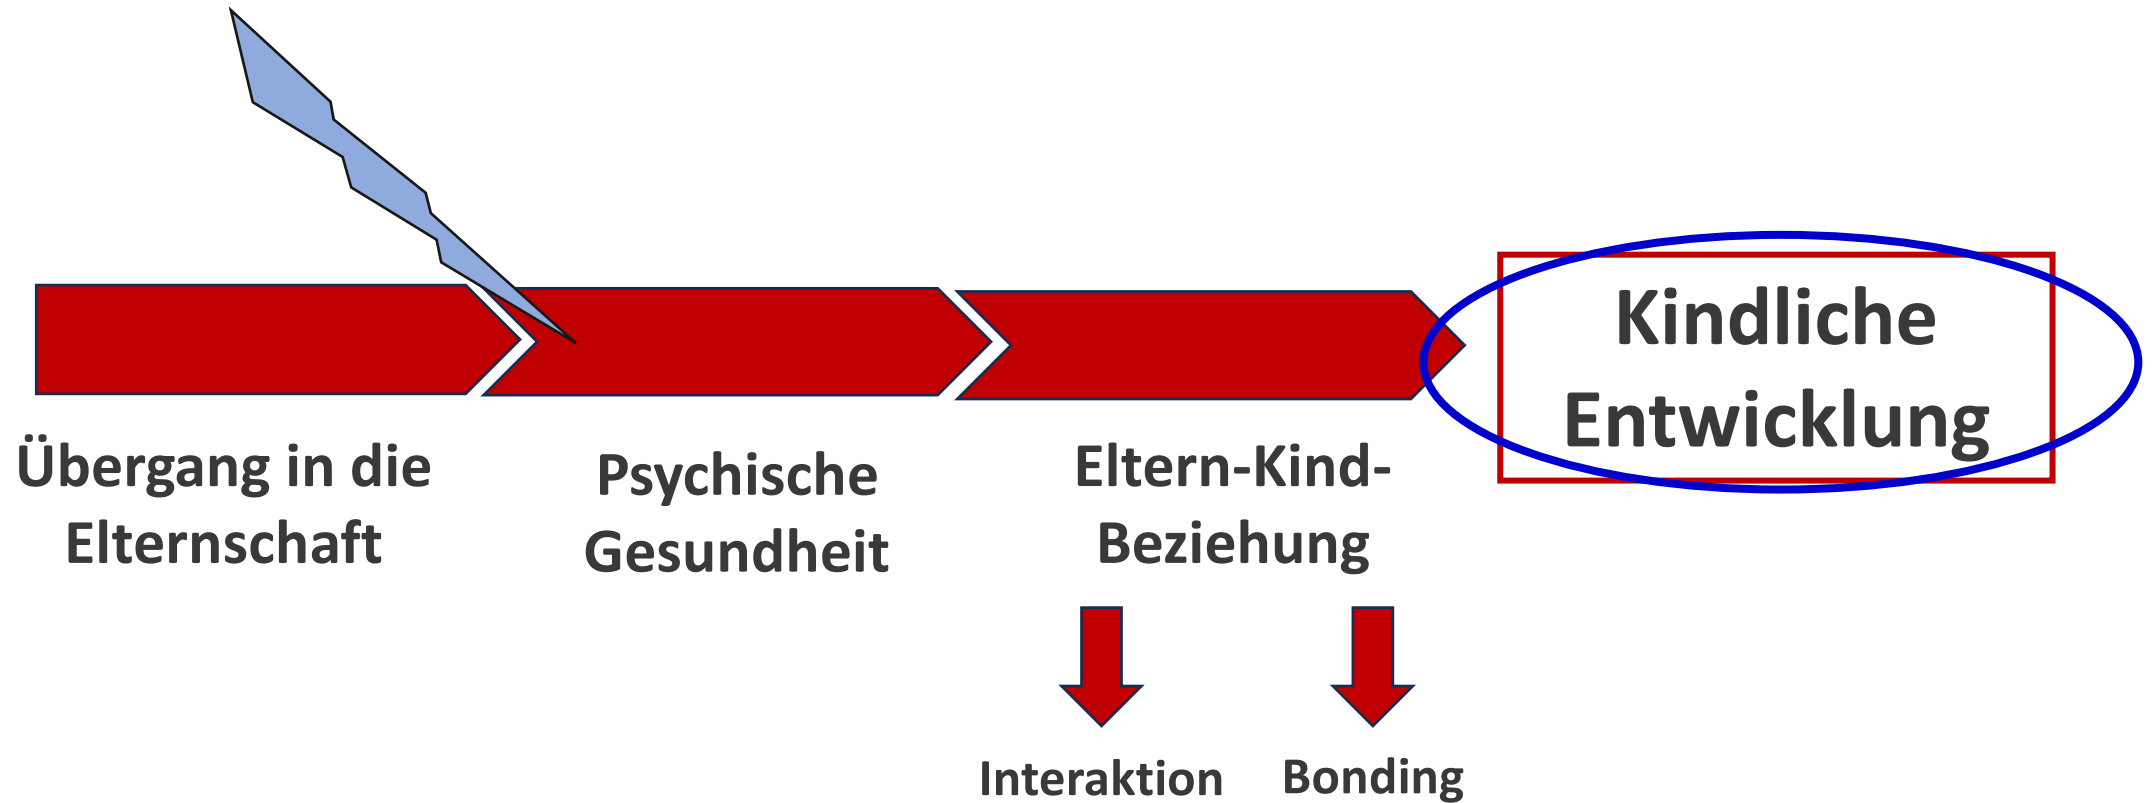 Übergang in die
Elternschaft
Psychische
Gesundheit
Eltern-Kind-
Beziehung
Kindliche
Entwicklung
Interaktion
Bonding